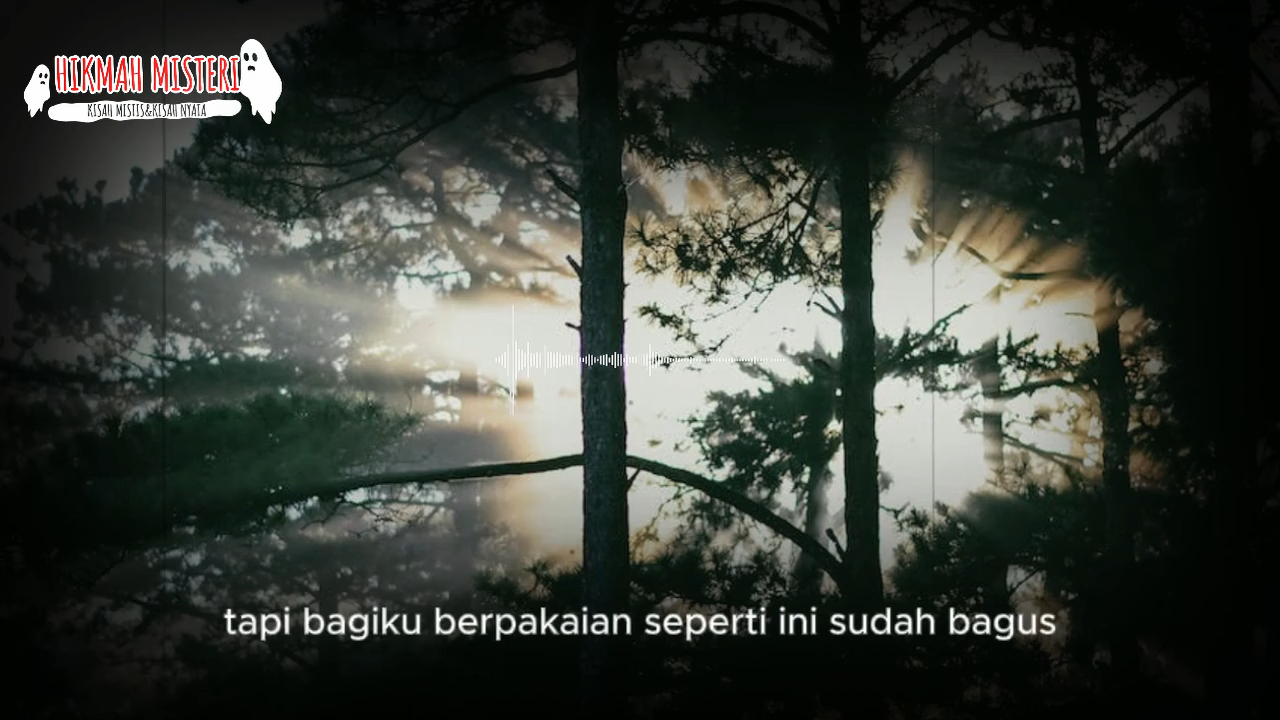 HIKMAH MISTERI
KISAH MISTIS&KISAH NYATA
tapi bagiku berpakaian seperti ini sudah bagus